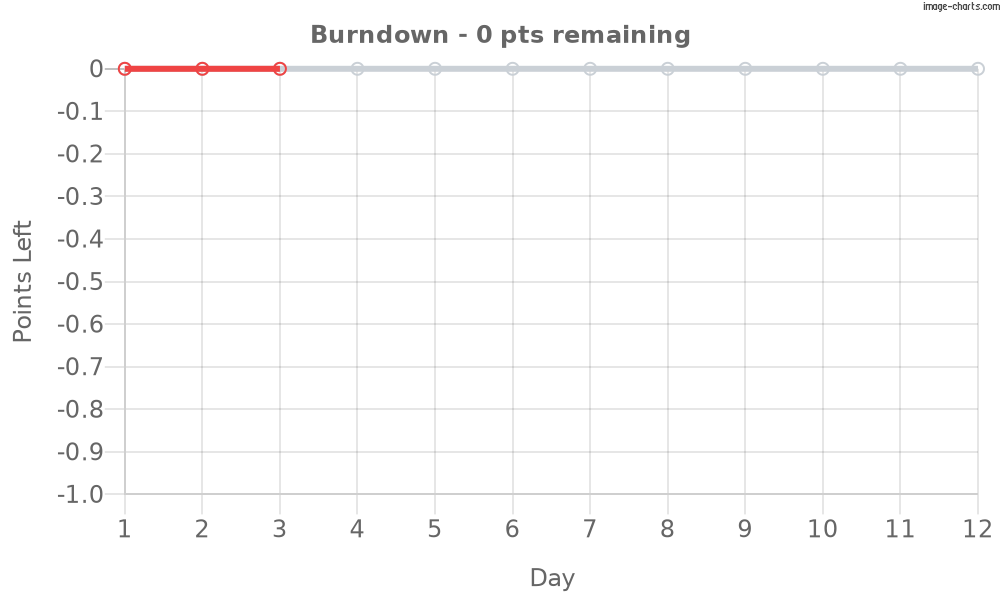 image-charts.com
Burndown - 0 pts remaining
0
-0.1
-0.2
-0.3
-0.4
-0.5
-0.6
-0.7
-0.8
-0.9
-1.0
Points Left
1 2 3 4 5 6 7 8 9 10 11 12
Day